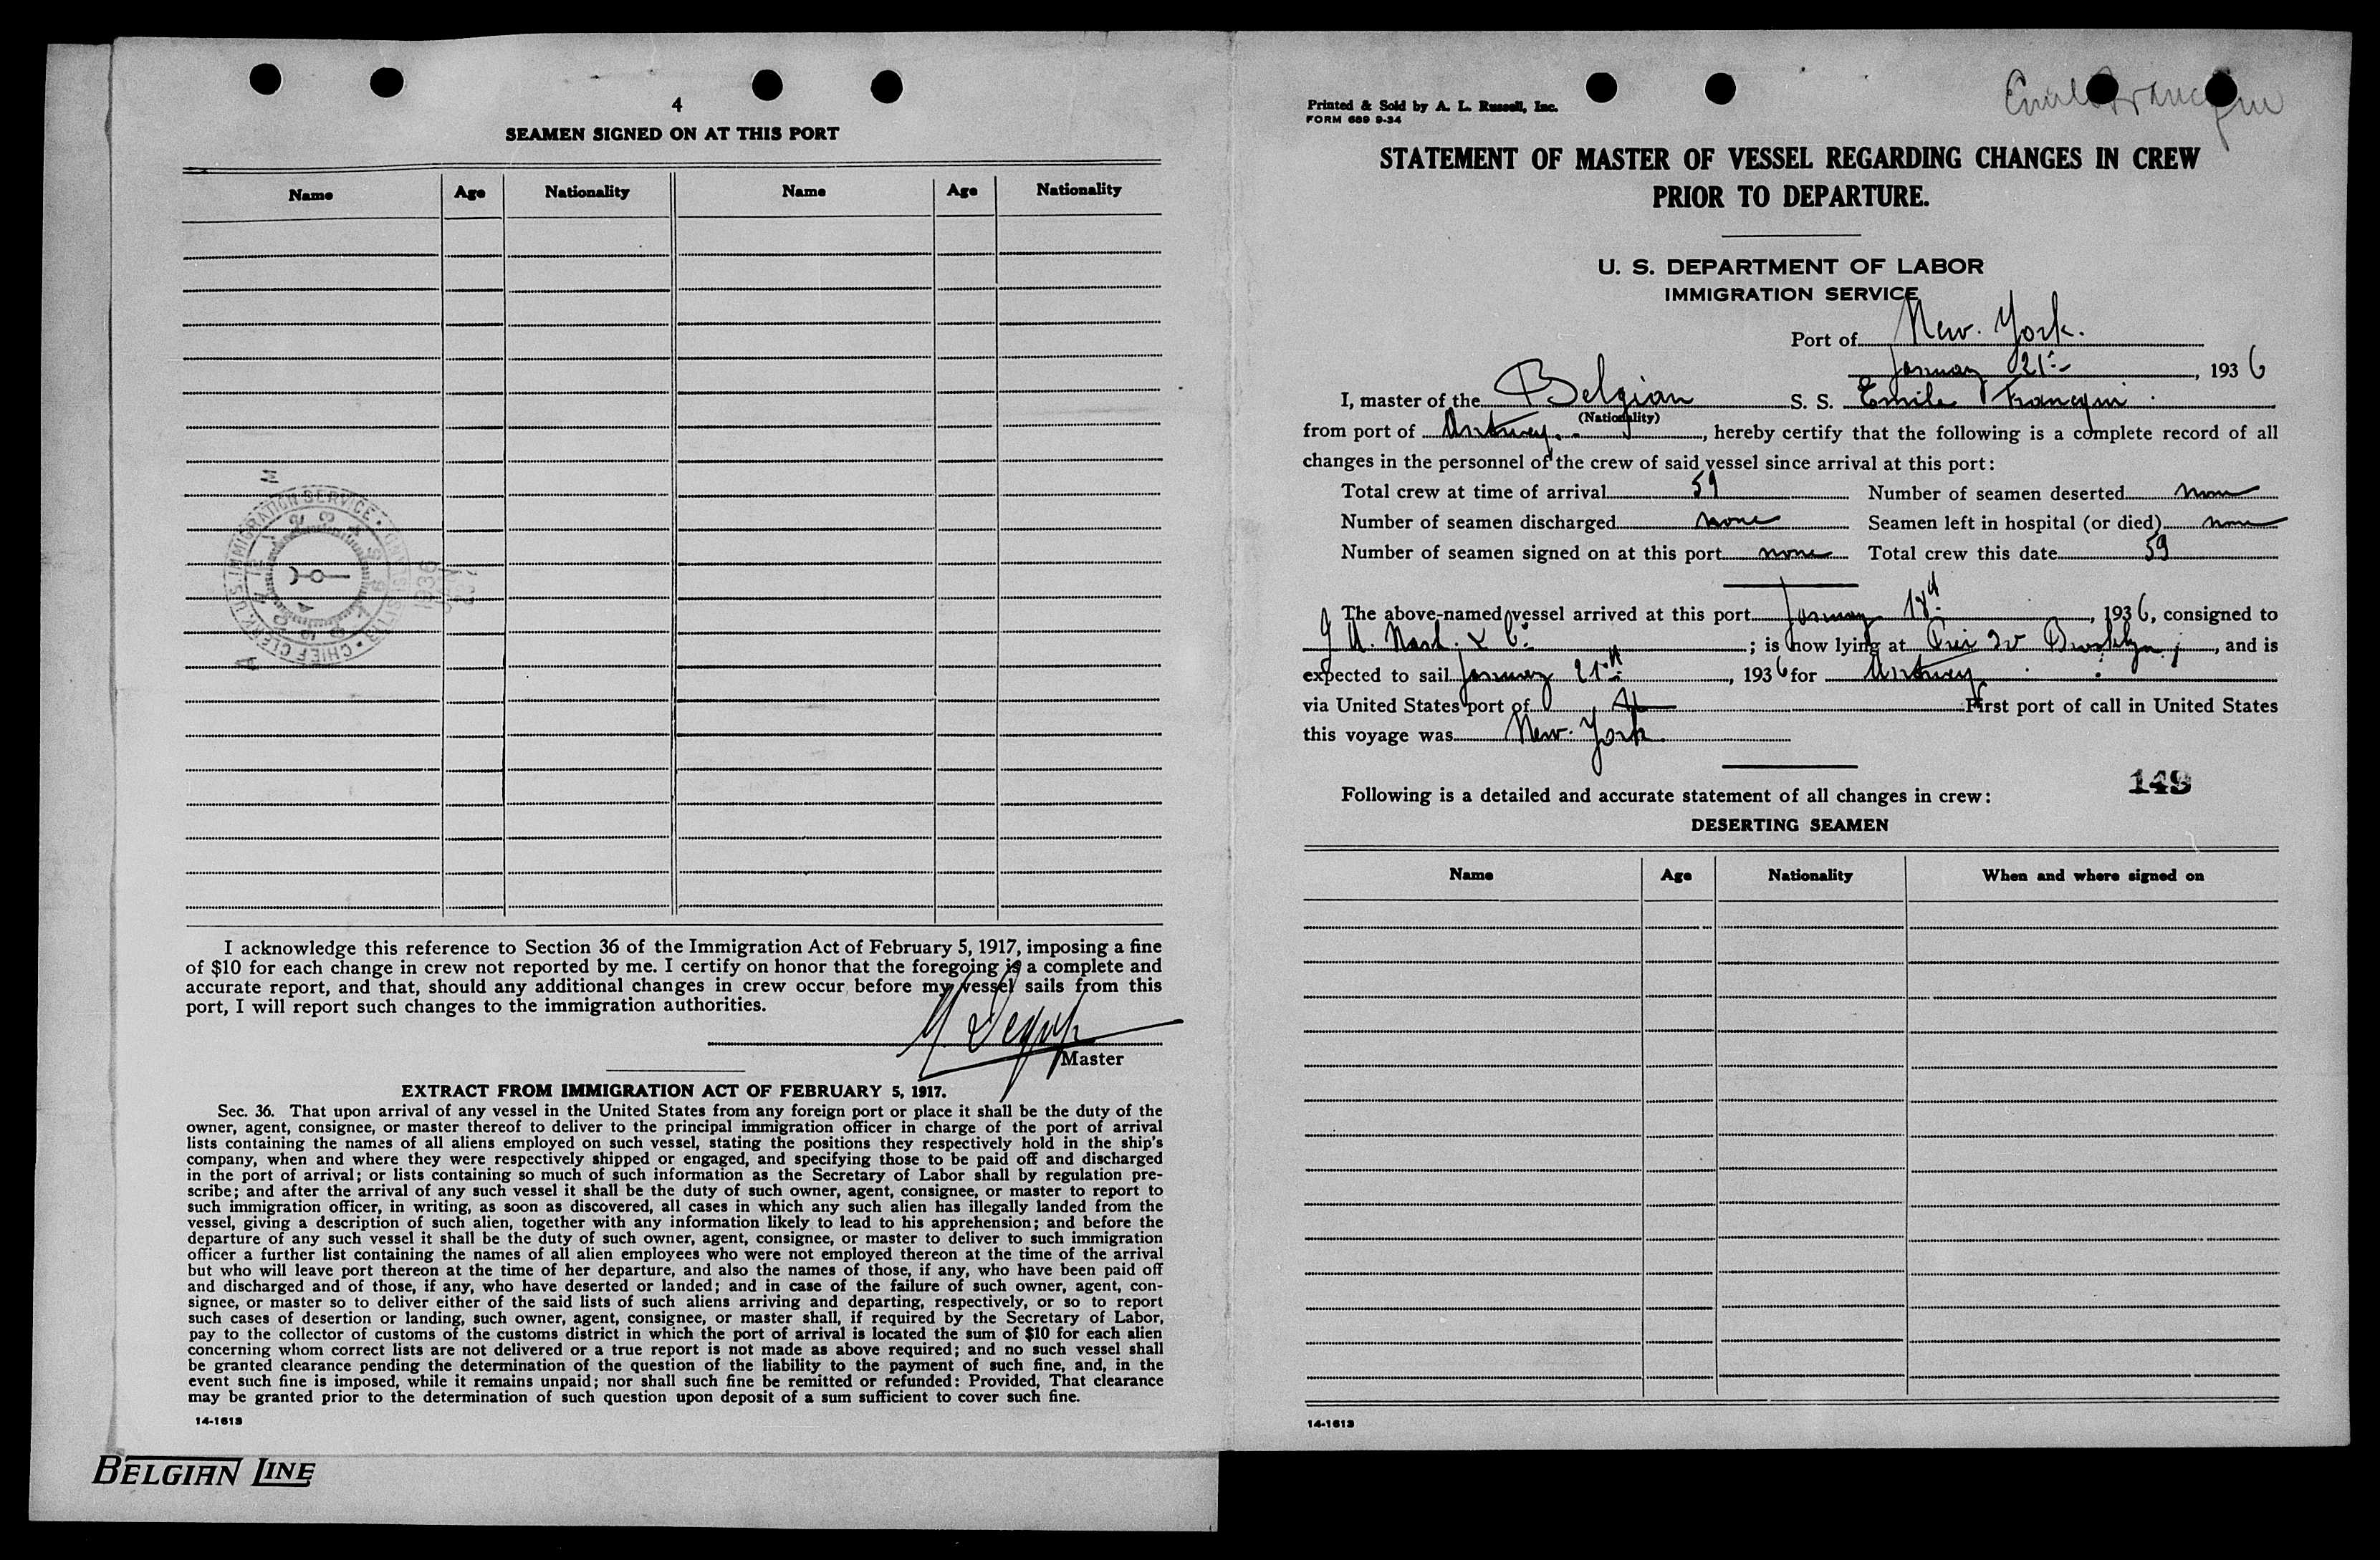 4
SEAMEN SIGNED ON AT THIS PORT
Name Age Nationality Name Age Nationality
U.S. IMMIGRATION SERVICE
CHIEF CLERK
ELLIS ISLAND
1936
I acknowledge this reference to Section 36 of the Immigration Act of February 5, 1917, imposing a fine
of $10 for each change in crew not reported by me. I certify on honor that the foregoing is a complete and
accurate report, and that, should any additional changes in crew occur before my vessel sails from this
port, I will report such changes to the immigration authorities.
Master
EXTRACT FROM IMMIGRATION ACT OF FEBRUARY 5, 1917.
Sec. 36. That upon arrival of any vessel in the United States from any foreign port or place it shall be the duty of the
owner, agent, consignee, or master thereof to deliver to the principal immigration officer in charge of the port of arrival
lists containing the names of all aliens employed on such vessel, stating the positions they respectively hold in the ship's
company, when and where they were respectively shipped or engaged, and specifying those to be paid off and discharged
in the port of arrival; or lists containing so much of such information as the Secretary of Labor shall by regulation pre-
scribe; and after the arrival of any such vessel it shall be the duty of such owner, agent, consignee, or master to report to
such immigration officer, in writing, as soon as discovered, all cases in which any such alien has illegally landed from the
vessel, giving a description of such alien, together with any information likely to lead to his apprehension; and before the
departure of any such vessel it shall be the duty of such owner, agent, consignee, or master to deliver to such immigration
officer a further list containing the names of all alien employees who were not employed thereon at the time of the arrival
but who will leave port thereon at the time of her departure, and also the names of those, if any, who have been paid off
and discharged and of those, if any, who have deserted or landed; and in case of the failure of such owner, agent, con-
signee, or master so to deliver either of the said lists of such aliens arriving and departing, respectively, or so to report
such cases of desertion or landing, such owner, agent, consignee, or master shall, if required by the Secretary of Labor,
pay to the collector of customs of the customs district in which the port of arrival is located the sum of $10 for each alien
concerning whom correct lists are not delivered or a true report is not made as above required; and no such vessel shall
be granted clearance pending the determination of the question of the liability to the payment of such fine, and, in the
event such fine is imposed, while it remains unpaid; nor shall such fine be remitted or refunded: Provided, That clearance
may be granted prior to the determination of such question upon deposit of a sum sufficient to cover such fine.
14-1613
BELGIAN LINE
Emile Francqui
Printed & Sold by A. L. Russell, Inc.
FORM 689 9-34
STATEMENT OF MASTER OF VESSEL REGARDING CHANGES IN CREW
PRIOR TO DEPARTURE.
U. S. DEPARTMENT OF LABOR
IMMIGRATION SERVICE
Port of New. York.
January 21st, 1936
I, master of the Belgian S. S. Emile Francqui
(Nationality)
from port of Antwerp, hereby certify that the following is a complete record of all
changes in the personnel of the crew of said vessel since arrival at this port:
Total crew at time of arrival 59 Number of seamen deserted none
Number of seamen discharged none Seamen left in hospital (or died) none
Number of seamen signed on at this port none Total crew this date 59
The above-named vessel arrived at this port January 18th, 1936, consigned to
; is now lying at Brooklyn, and is
expected to sail January 21st, 1936 for Antwerp
via United States port of First port of call in United States
this voyage was New-York.
149
Following is a detailed and accurate statement of all changes in crew:
DESERTING SEAMEN
Name Age Nationality When and where signed on
14-1613